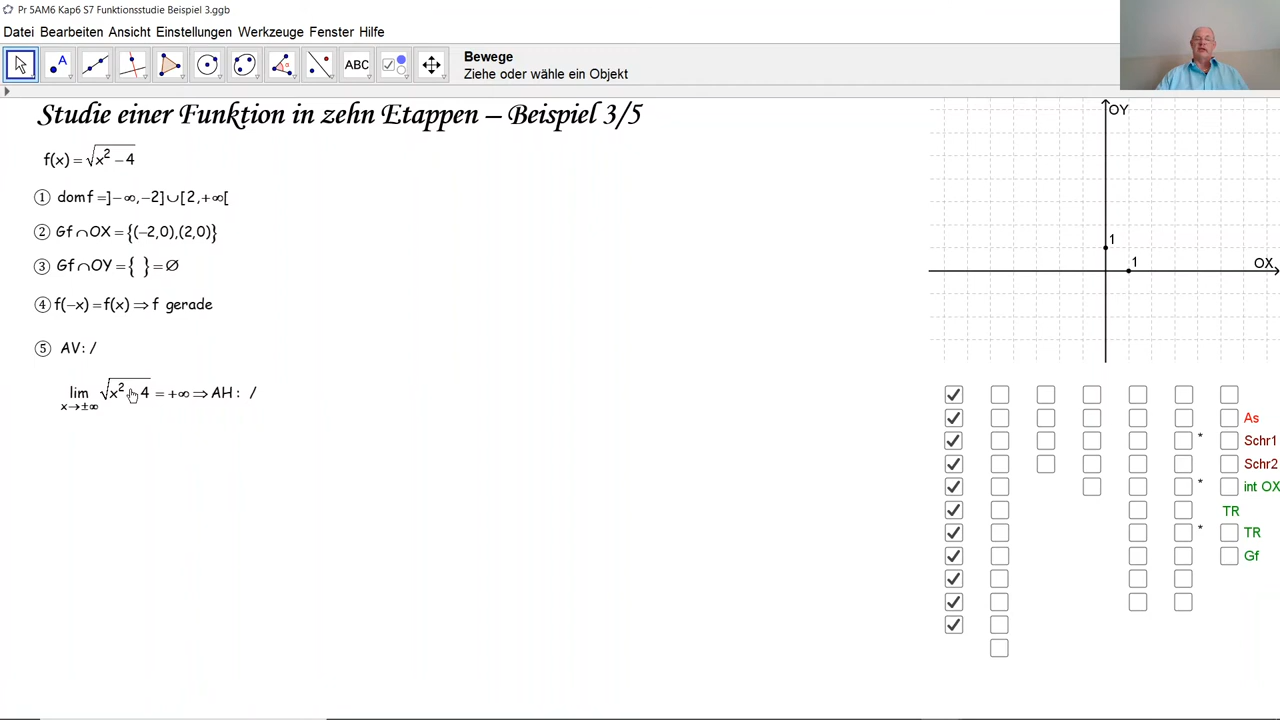 Pr 5AM6 Kap6 S7 Funktionsstudie Beispiel 3.ggb
Datei Bearbeiten Ansicht Einstellungen Werkzeuge Fenster Hilfe
A
ABC
Bewege
Ziehe oder wähle ein Objekt
Studie einer Funktion in zehn Etappen – Beispiel 3/5
f(x) = √(x² – 4)
① domf =]–∞,–2]∪[2,+∞[
② Gf ∩OX = {(–2,0),(2,0)}
③ Gf ∩OY = { } = ∅
④ f(–x) = f(x) ⇒ f gerade
⑤ AV: /
lim x→±∞ √(x² – 4) = +∞ ⇒ AH : /
OY
1
1
OX
As
* Schr1
Schr2
* int OX
TR
* TR
Gf